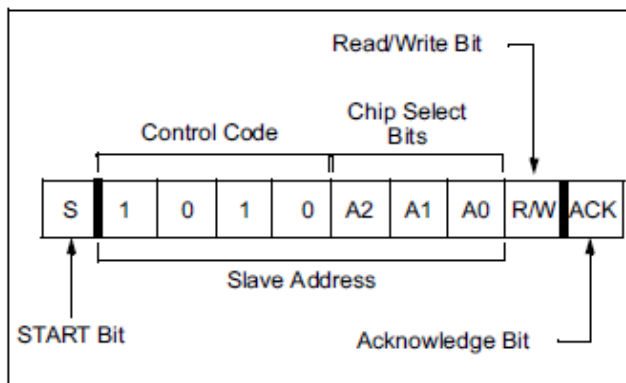 Read/Write Bit
Control Code
Chip Select
Bits
S 1 0 1 0 A2 A1 A0 R/W ACK
Slave Address
START Bit
Acknowledge Bit